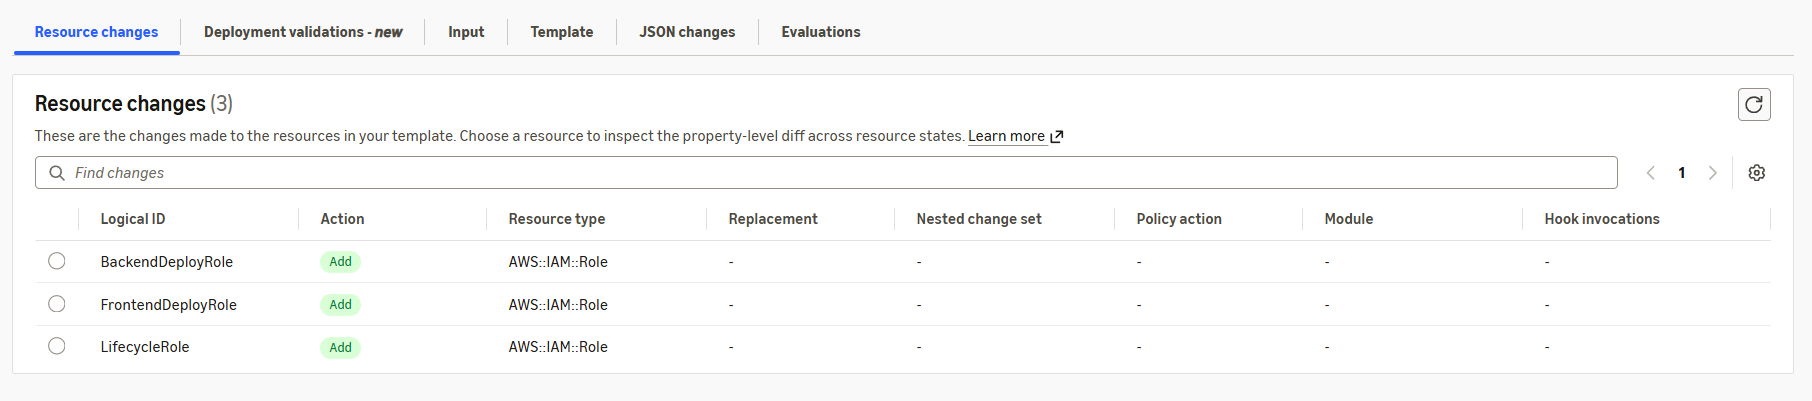 Resource changes Deployment validations - new Input Template JSON changes Evaluations
Resource changes (3)
These are the changes made to the resources in your template. Choose a resource to inspect the property-level diff across resource states. Learn more
Find changes 1
Logical ID Action Resource type Replacement Nested change set Policy action Module Hook invocations
BackendDeployRole Add AWS::IAM::Role - - - - -
FrontendDeployRole Add AWS::IAM::Role - - - - -
LifecycleRole Add AWS::IAM::Role - - - - -